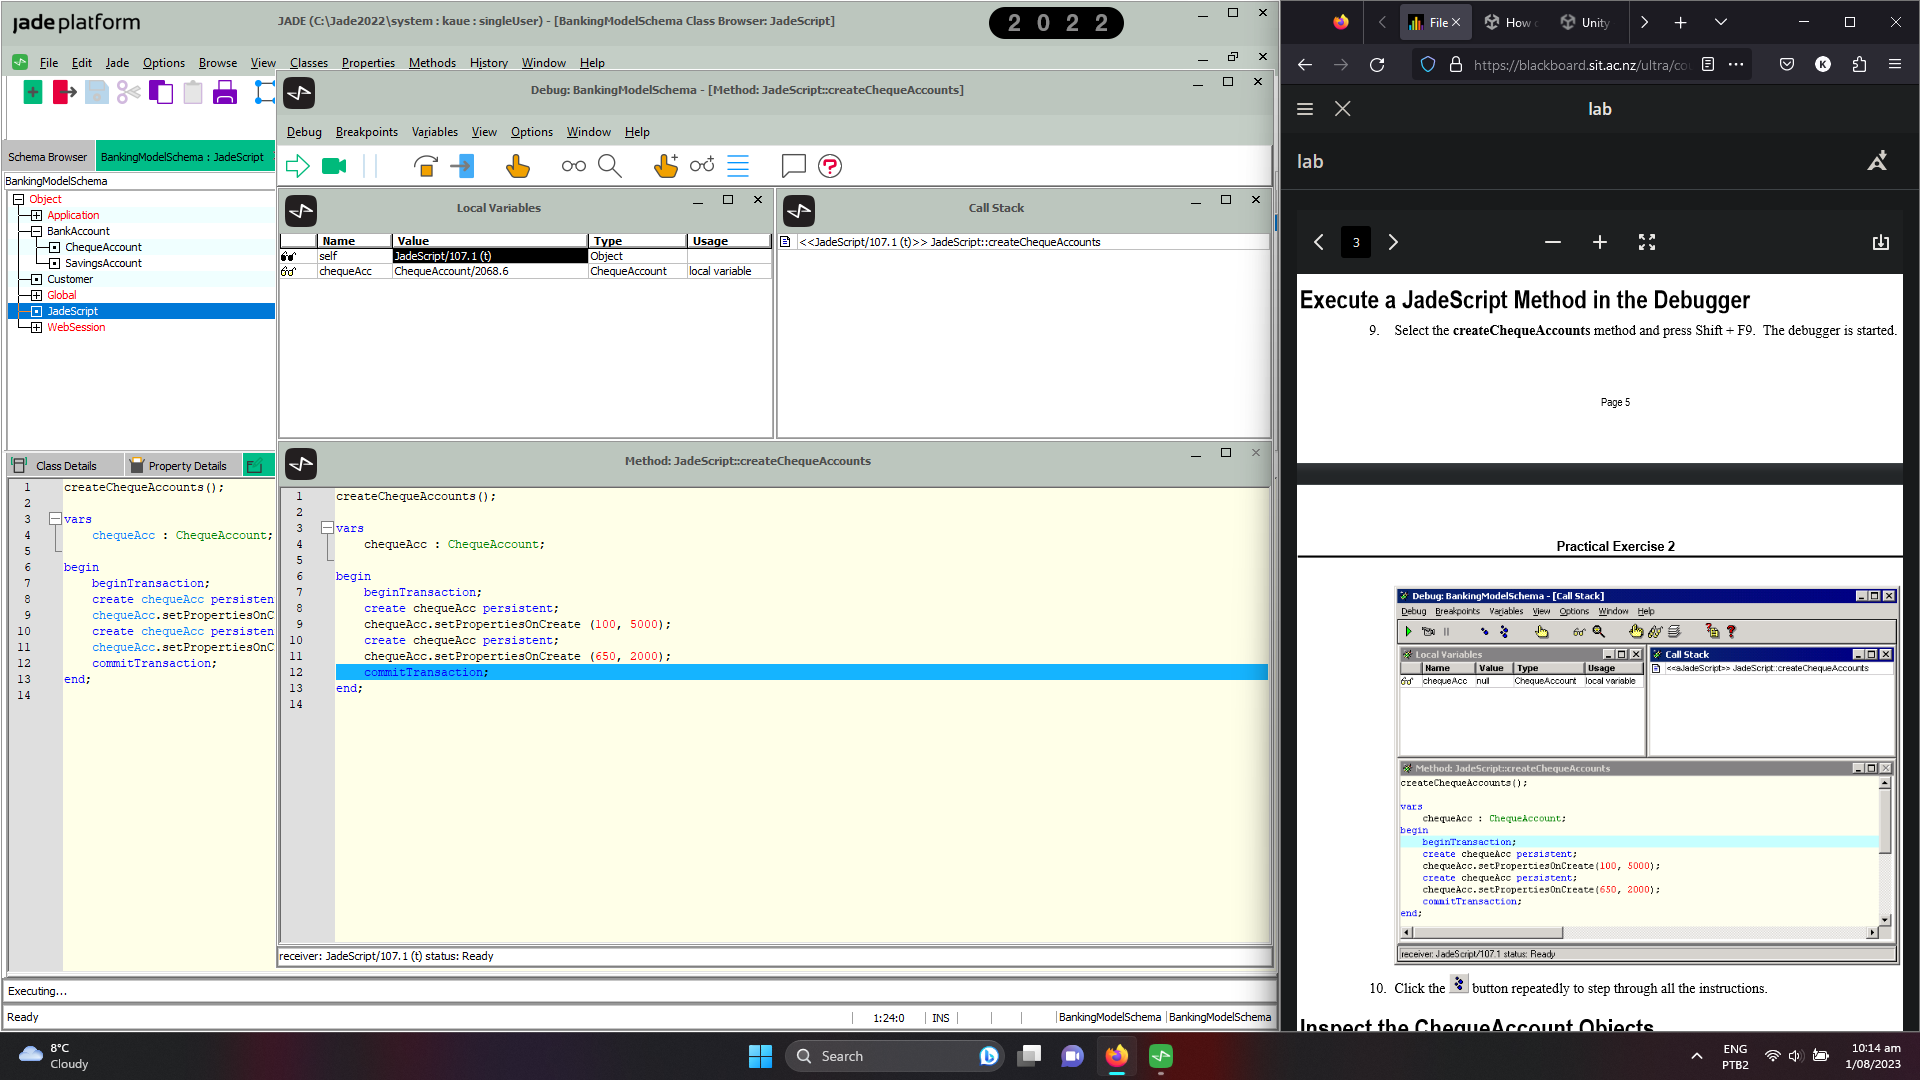 jadeplatform
JADE (C:\Jade2022\system : kaue : singleUser) - [BankingModelSchema Class Browser: JadeScript]
2 0 2 2
File Edit Jade Options Browse View Classes Properties Methods History Window Help
Schema Browser
BankingModelSchema : JadeScript
BankingModelSchema
Object
Application
BankAccount
ChequeAccount
SavingsAccount
Customer
Global
JadeScript
WebSession
Class Details
Property Details
1 createChequeAccounts();
2
3 vars
4 chequeAcc : ChequeAccount;
5
6 begin
7 beginTransaction;
8 create chequeAcc persisten
9 chequeAcc.setPropertiesOnC
10 create chequeAcc persisten
11 chequeAcc.setPropertiesOnC
12 commitTransaction;
13 end;
14
Debug: BankingModelSchema - [Method: JadeScript::createChequeAccounts]
Debug Breakpoints Variables View Options Window Help
Local Variables
Name Value Type Usage
self JadeScript/107.1 (t) Object
chequeAcc ChequeAccount/2068.6 ChequeAccount local variable
Call Stack
<<JadeScript/107.1 (t)>> JadeScript::createChequeAccounts
Method: JadeScript::createChequeAccounts
1 createChequeAccounts();
2
3 vars
4 chequeAcc : ChequeAccount;
5
6 begin
7 beginTransaction;
8 create chequeAcc persistent;
9 chequeAcc.setPropertiesOnCreate (100, 5000);
10 create chequeAcc persistent;
11 chequeAcc.setPropertiesOnCreate (650, 2000);
12 commitTransaction;
13 end;
14
receiver: JadeScript/107.1 (t) status: Ready
Executing...
Ready
1:24:0
INS
BankingModelSchema
BankingModelSchema
File
How
Unity
https://blackboard.sit.ac.nz/ultra/co
lab
lab
3
Execute a JadeScript Method in the Debugger
9. Select the createChequeAccounts method and press Shift + F9. The debugger is started.
Page 5
Practical Exercise 2
Debug: BankingModelSchema - [Call Stack]
Debug Breakpoints Variables View Options Window Help
Local Variables
Name Value Type Usage
chequeAcc null ChequeAccount local variable
Call Stack
<<aJadeScript>> JadeScript::createChequeAccounts
Method: JadeScript::createChequeAccounts
createChequeAccounts();
vars
chequeAcc : ChequeAccount;
begin
beginTransaction;
create chequeAcc persistent;
chequeAcc.setPropertiesOnCreate(100, 5000);
create chequeAcc persistent;
chequeAcc.setPropertiesOnCreate(650, 2000);
commitTransaction;
end;
receiver: JadeScript/107.1 status: Ready
10. Click the button repeatedly to step through all the instructions.
Inspect the ChequeAccount Objects
8°C
Cloudy
Search
ENG
PTB2
10:14 am
1/08/2023